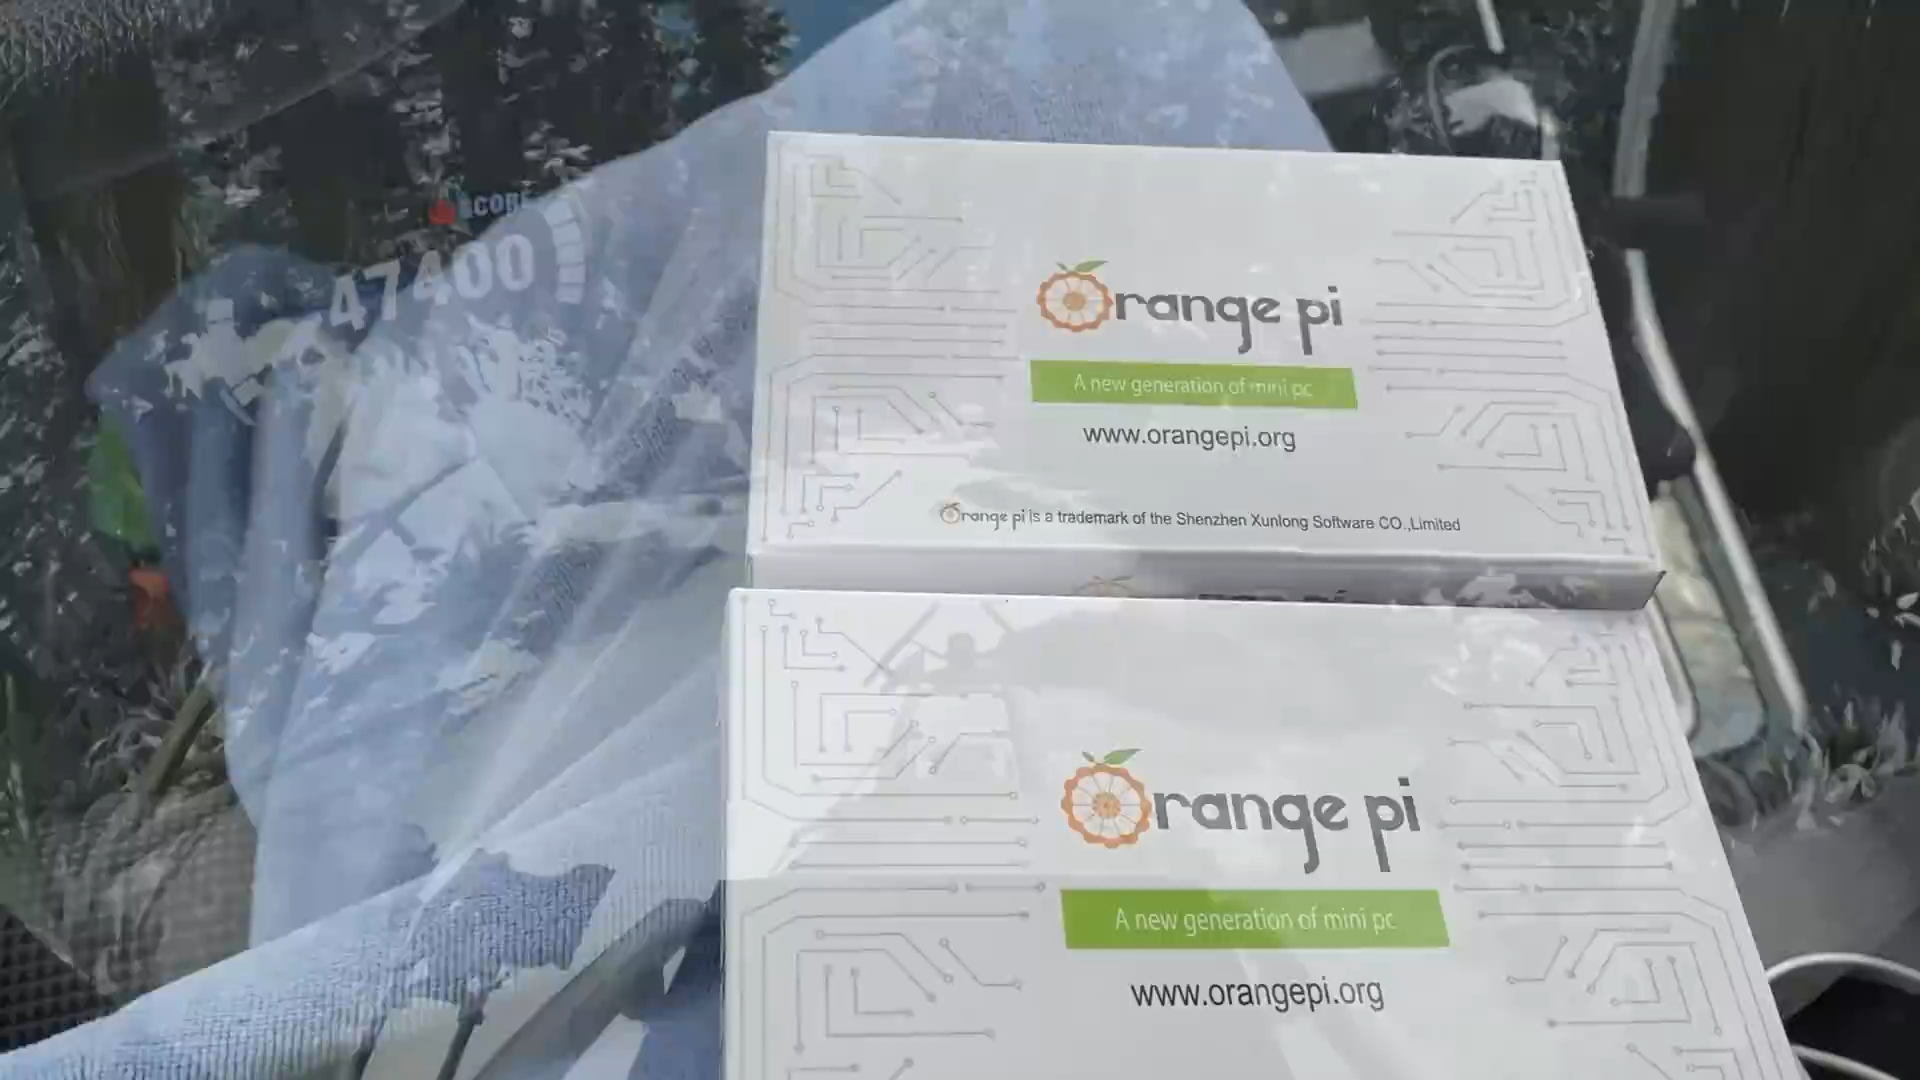 47400
Orange pi
A new generation of mini pc
www.orangepi.org
Orange pi is a trademark of the Shenzhen Xunlong Software CO.,Limited
Orange pi
A new generation of mini pc
www.orangepi.org